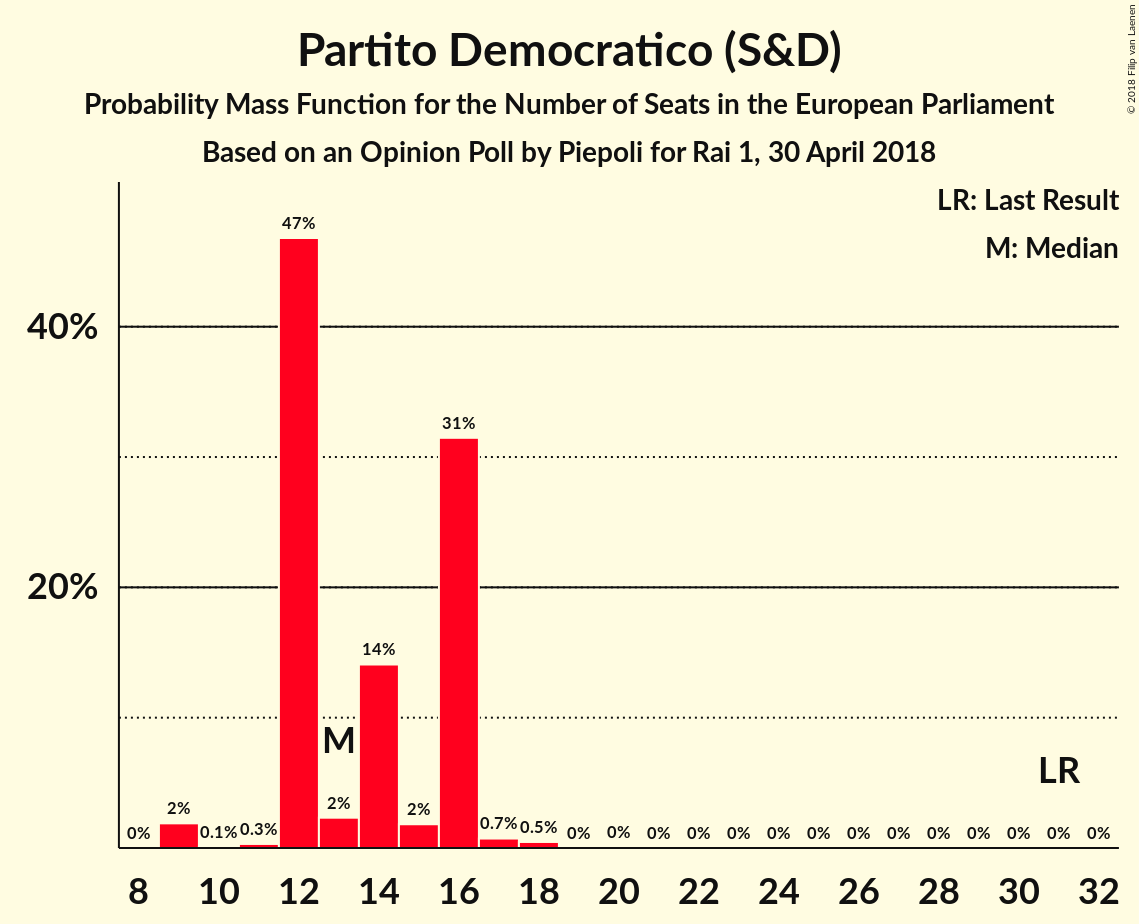 Partito Democratico (S&D)
Probability Mass Function for the Number of Seats in the European Parliament
Based on an Opinion Poll by Piepoli for Rai 1, 30 April 2018
© 2018 Filip van Laenen
LR: Last Result
M: Median
40%
20%
0% 2% 0.1% 0.3% 47% 2% 14% 2% 31% 0.7% 0.5% 0% 0% 0% 0% 0% 0% 0% 0% 0% 0% 0% 0% 0% 0%
M
LR
8 10 12 14 16 18 20 22 24 26 28 30 32